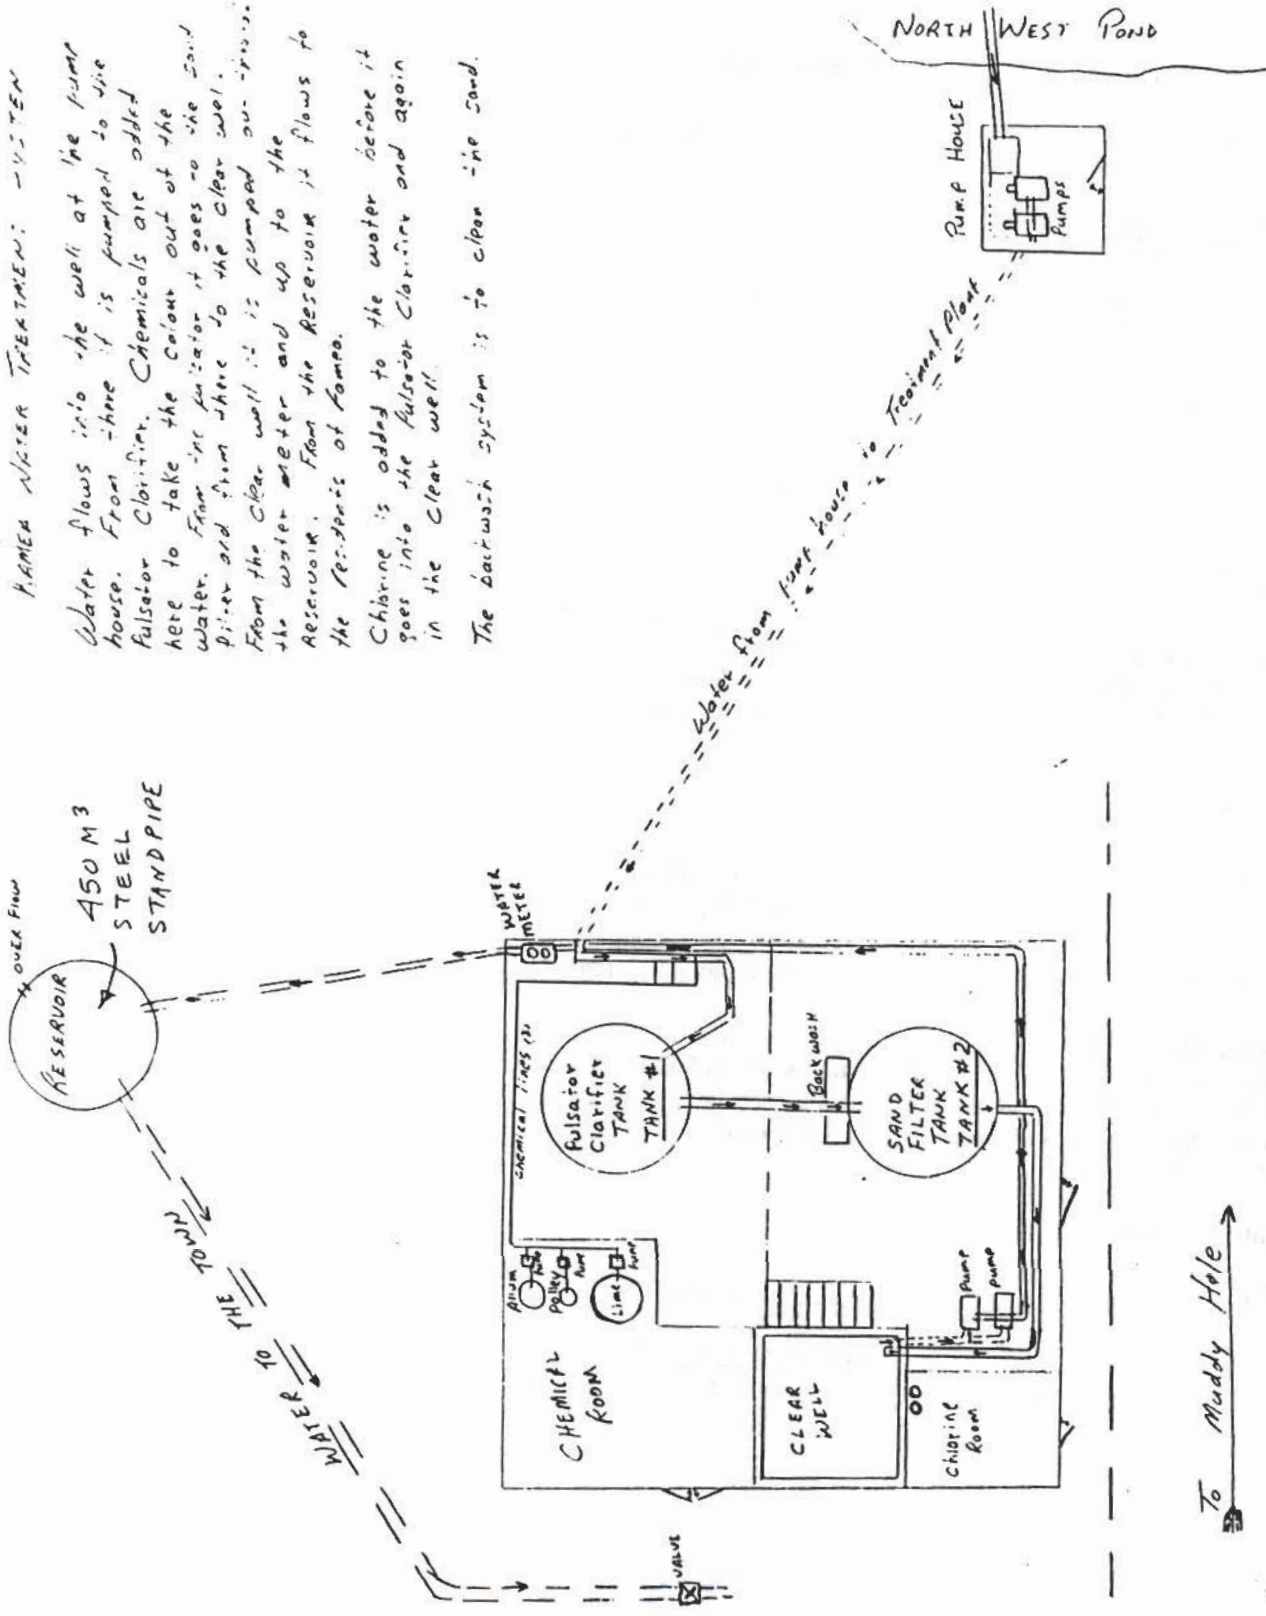 WATER TREATMENT SYSTEM
Water flows into the well at the pump
house. From there it is pumped to the
Pulsator Clarifier. Chemicals are added
here to take the colour out of the
water. From the pulsator it goes to the sand
filter and from there to the clear well.
From the clear well it is pumped
the water meter and up to the
Reservoir. From the Reservoir it flows to
the residents of
Chlorine is added to the water before it
goes into the Pulsator Clarifier and again
in the clear well.
The backwash system is to clean the sand.
NORTH WEST POND
PUMP HOUSE
Pumps
Water from pump house to Treatment Plant
OVER FLOW
RESERVOIR
450 M3
STEEL
STANDPIPE
WATER TO THE TOWN
VALVE
WATER
METER
Chemical lines (3)
Pulsator
Clarifier
TANK
TANK #1
Backwash
SAND
FILTER
TANK
TANK #2
Alum
Pump
Polley
Pump
Lime
Pump
CHEMICAL
ROOM
CLEAR
WELL
Pump
Pump
Chlorine
Room
To Muddy Hole